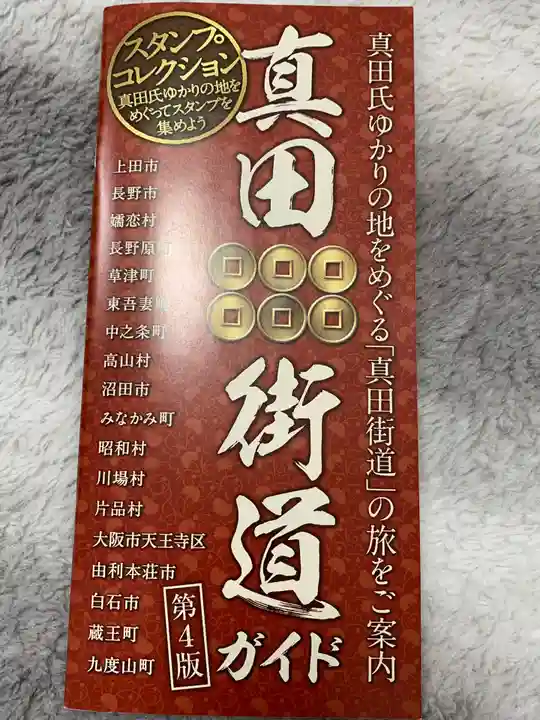 真田氏ゆかりの地をめぐる「真田街道」の旅をご案内
真田街道ガイド
スタンプ
コレクション
真田氏ゆかりの地を
めぐってスタンプを
集めよう
上田市
長野市
嬬恋村
長野原町
草津町
東吾妻町
中之条町
高山村
沼田市
みなかみ町
昭和村
川場村
片品村
大阪市天王寺区
由利本荘市
白石市
蔵王町
九度山町
第4版